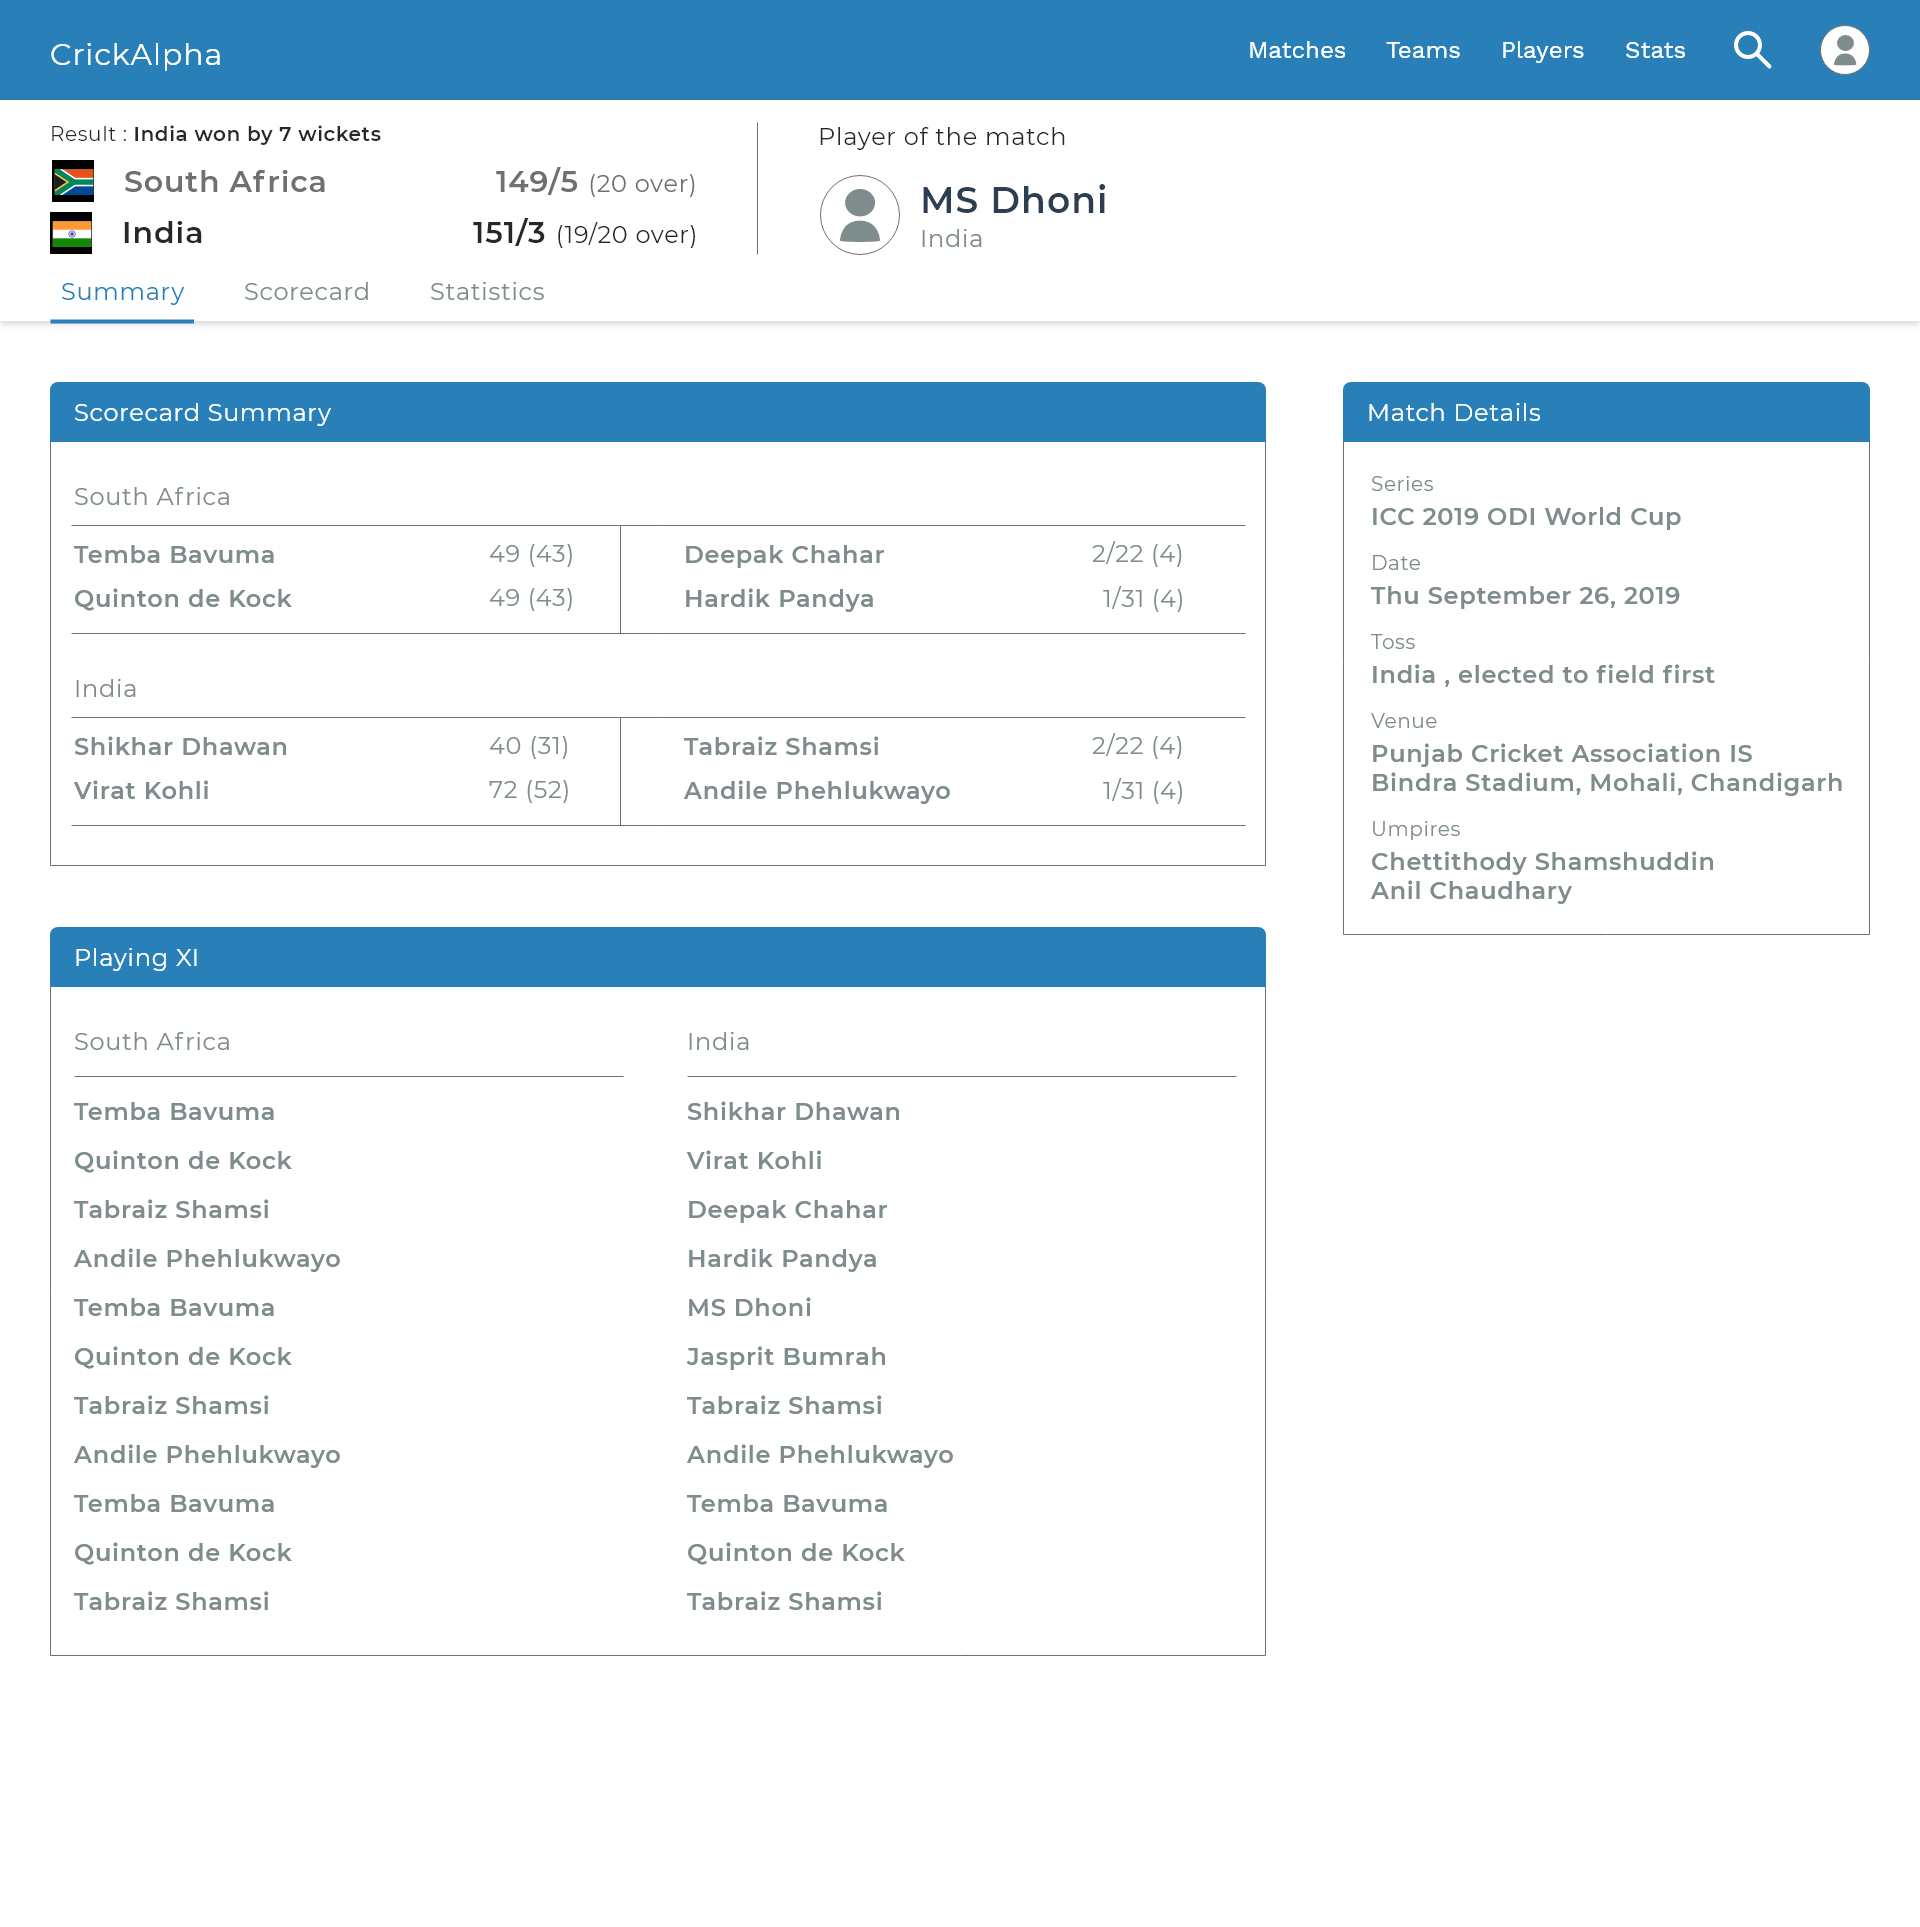 CrickAlpha
Matches Teams Players Stats
Result : India won by 7 wickets
South Africa 149/5 (20 over)
India 151/3 (19/20 over)
Player of the match
MS Dhoni
India
Summary Scorecard Statistics
Scorecard Summary
South Africa
Temba Bavuma 49 (43) Deepak Chahar 2/22 (4)
Quinton de Kock 49 (43) Hardik Pandya 1/31 (4)
India
Shikhar Dhawan 40 (31) Tabraiz Shamsi 2/22 (4)
Virat Kohli 72 (52) Andile Phehlukwayo 1/31 (4)
Match Details
Series
ICC 2019 ODI World Cup
Date
Thu September 26, 2019
Toss
India , elected to field first
Venue
Punjab Cricket Association IS
Bindra Stadium, Mohali, Chandigarh
Umpires
Chettithody Shamshuddin
Anil Chaudhary
Playing XI
South Africa India
Temba Bavuma Shikhar Dhawan
Quinton de Kock Virat Kohli
Tabraiz Shamsi Deepak Chahar
Andile Phehlukwayo Hardik Pandya
Temba Bavuma MS Dhoni
Quinton de Kock Jasprit Bumrah
Tabraiz Shamsi Tabraiz Shamsi
Andile Phehlukwayo Andile Phehlukwayo
Temba Bavuma Temba Bavuma
Quinton de Kock Quinton de Kock
Tabraiz Shamsi Tabraiz Shamsi